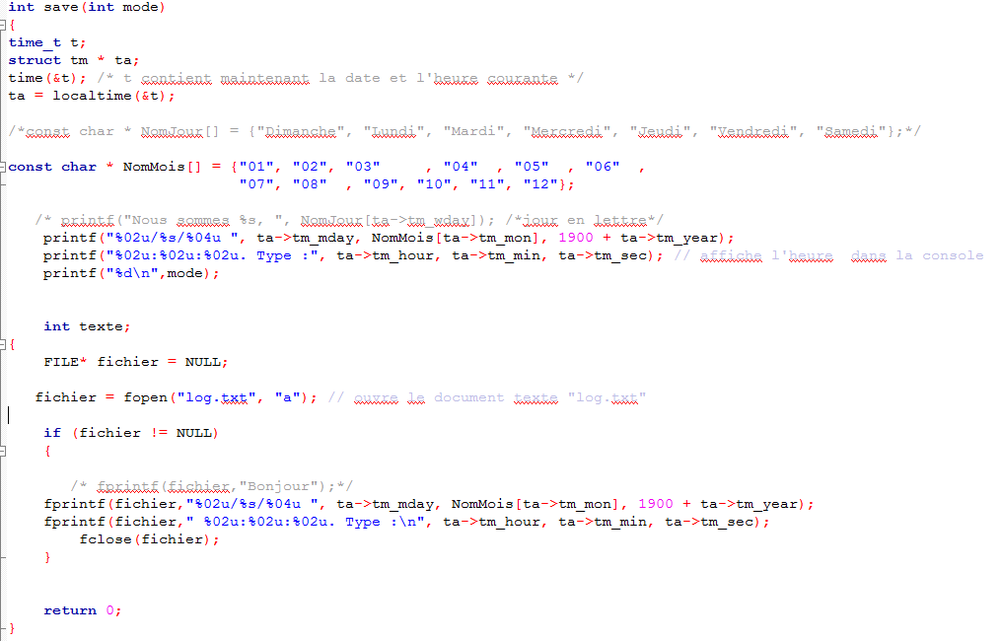 int save(int mode)
{
time_t t;
struct tm * ta;
time(&t); /* t contient maintenant la date et l'heure courante */
ta = localtime(&t);
/*const char * NomJour[] = {"Dimanche", "Lundi", "Mardi", "Mercredi", "Jeudi", "Vendredi", "Samedi"};*/
const char * NomMois[] = {"01", "02", "03"     , "04"  , "05"  , "06"  ,
"07", "08"  , "09", "10", "11", "12"};
/* printf("Nous sommes %s, ", NomJour[ta->tm_wday]); /*jour en lettre*/
printf("%02u/%s/%04u ", ta->tm_mday, NomMois[ta->tm_mon], 1900 + ta->tm_year);
printf("%02u:%02u:%02u. Type :", ta->tm_hour, ta->tm_min, ta->tm_sec); // affiche l'heure  dans la console
printf("%d\n",mode);
int texte;
{
FILE* fichier = NULL;
fichier = fopen("log.txt", "a"); // ouvre le document texte "log.txt"
if (fichier != NULL)
{
/* fprintf(fichier,"Bonjour");*/
fprintf(fichier,"%02u/%s/%04u ", ta->tm_mday, NomMois[ta->tm_mon], 1900 + ta->tm_year);
fprintf(fichier," %02u:%02u:%02u. Type :\n", ta->tm_hour, ta->tm_min, ta->tm_sec);
fclose(fichier);
}
return 0;
}